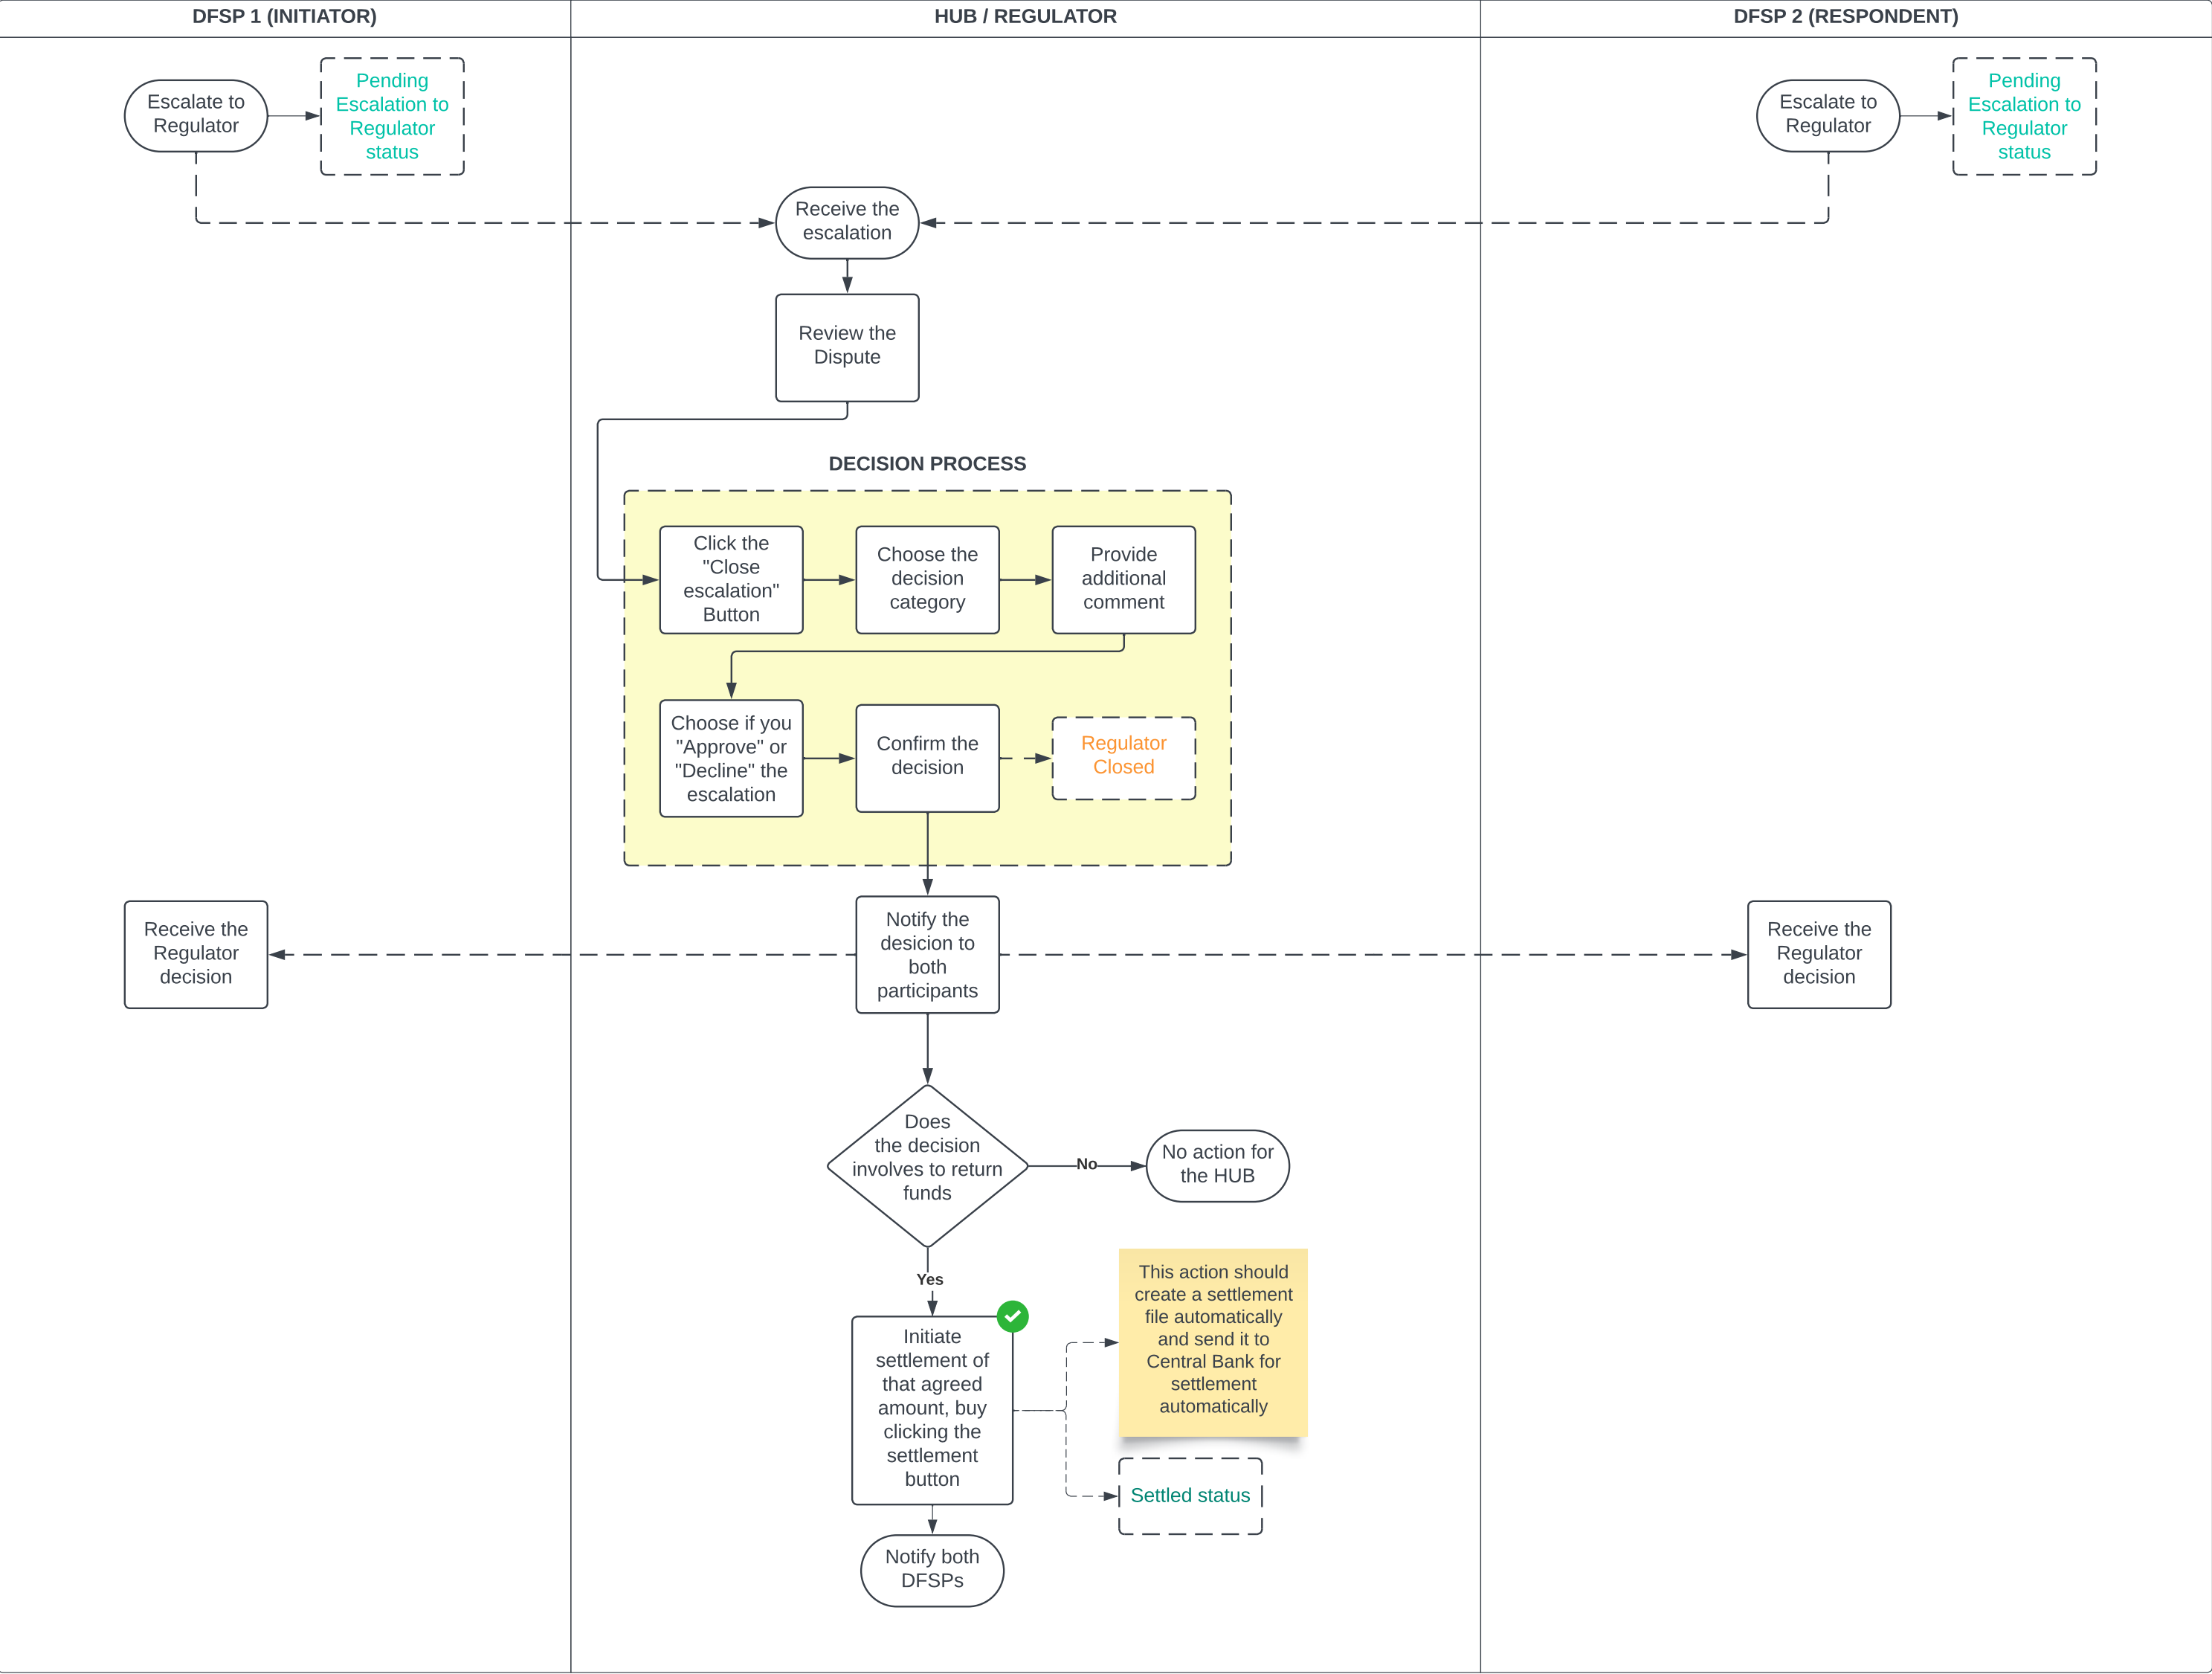 DFSP 1 (INITIATOR)
HUB / REGULATOR
DFSP 2 (RESPONDENT)
Escalate to
Regulator
Pending
Escalation to
Regulator
status
Escalate to
Regulator
Pending
Escalation to
Regulator
status
Receive the
escalation
Review the
Dispute
DECISION PROCESS
Click the
"Close
escalation"
Button
Choose the
decision
category
Provide
additional
comment
Choose if you
"Approve" or
"Decline" the
escalation
Confirm the
decision
Regulator
Closed
Receive the
Regulator
decision
Notify the
desicion to
both
participants
Receive the
Regulator
decision
Does
the decision
involves to return
funds
No
No action for
the HUB
Yes
Initiate
settlement of
that agreed
amount, buy
clicking the
settlement
button
This action should
create a settlement
file automatically
and send it to
Central Bank for
settlement
automatically
Settled status
Notify both
DFSPs